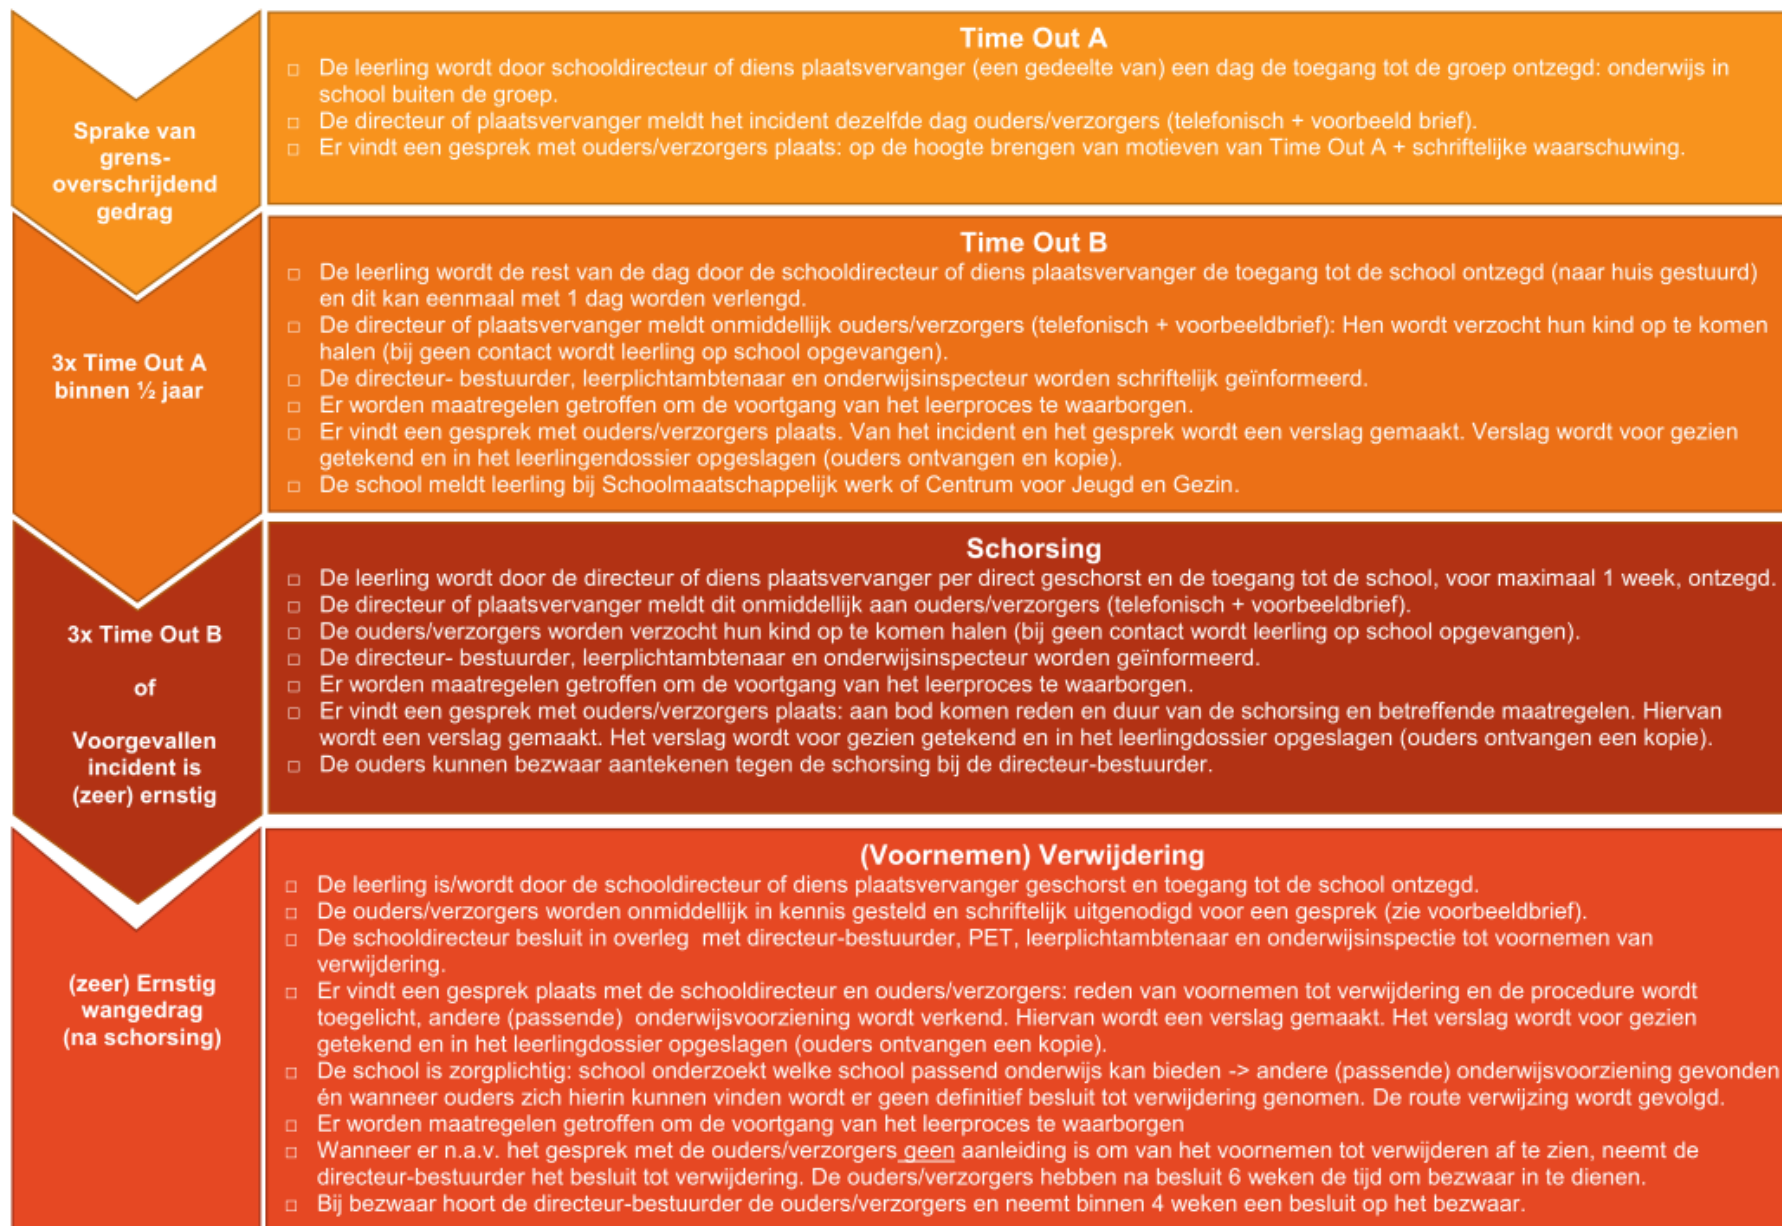 Sprake van
grens-
overschrijdend
gedrag
Time Out A
□ De leerling wordt door schooldirecteur of diens plaatsvervanger (een gedeelte van) een dag de toegang tot de groep ontzegd: onderwijs in
school buiten de groep.
□ De directeur of plaatsvervanger meldt het incident dezelfde dag ouders/verzorgers (telefonisch + voorbeeld brief).
□ Er vindt een gesprek met ouders/verzorgers plaats: op de hoogte brengen van motieven van Time Out A + schriftelijke waarschuwing.
3x Time Out A
binnen ½ jaar
Time Out B
□ De leerling wordt de rest van de dag door de schooldirecteur of diens plaatsvervanger de toegang tot de school ontzegd (naar huis gestuurd)
en dit kan eenmaal met 1 dag worden verlengd.
□ De directeur of plaatsvervanger meldt onmiddellijk ouders/verzorgers (telefonisch + voorbeeldbrief): Hen wordt verzocht hun kind op te komen
halen (bij geen contact wordt leerling op school opgevangen).
□ De directeur- bestuurder, leerplichtambtenaar en onderwijsinspecteur worden schriftelijk geïnformeerd.
□ Er worden maatregelen getroffen om de voortgang van het leerproces te waarborgen.
□ Er vindt een gesprek met ouders/verzorgers plaats. Van het incident en het gesprek wordt een verslag gemaakt. Verslag wordt voor gezien
getekend en in het leerlingendossier opgeslagen (ouders ontvangen en kopie).
□ De school meldt leerling bij Schoolmaatschappelijk werk of Centrum voor Jeugd en Gezin.
3x Time Out B
of
Voorgevallen
incident is
(zeer) ernstig
Schorsing
□ De leerling wordt door de directeur of diens plaatsvervanger per direct geschorst en de toegang tot de school, voor maximaal 1 week, ontzegd.
□ De directeur of plaatsvervanger meldt dit onmiddellijk aan ouders/verzorgers (telefonisch + voorbeeldbrief).
□ De ouders/verzorgers worden verzocht hun kind op te komen halen (bij geen contact wordt leerling op school opgevangen).
□ De directeur- bestuurder, leerplichtambtenaar en onderwijsinspecteur worden geïnformeerd.
□ Er worden maatregelen getroffen om de voortgang van het leerproces te waarborgen.
□ Er vindt een gesprek met ouders/verzorgers plaats: aan bod komen reden en duur van de schorsing en betreffende maatregelen. Hiervan
wordt een verslag gemaakt. Het verslag wordt voor gezien getekend en in het leerlingdossier opgeslagen (ouders ontvangen een kopie).
□ De ouders kunnen bezwaar aantekenen tegen de schorsing bij de directeur-bestuurder.
(zeer) Ernstig
wangedrag
(na schorsing)
(Voornemen) Verwijdering
□ De leerling is/wordt door de schooldirecteur of diens plaatsvervanger geschorst en toegang tot de school ontzegd.
□ De ouders/verzorgers worden onmiddellijk in kennis gesteld en schriftelijk uitgenodigd voor een gesprek (zie voorbeeldbrief).
□ De schooldirecteur besluit in overleg met directeur-bestuurder, PET, leerplichtambtenaar en onderwijsinspectie tot voornemen van
verwijdering.
□ Er vindt een gesprek plaats met de schooldirecteur en ouders/verzorgers: reden van voornemen tot verwijdering en de procedure wordt
toegelicht, andere (passende) onderwijsvoorziening wordt verkend. Hiervan wordt een verslag gemaakt. Het verslag wordt voor gezien
getekend en in het leerlingdossier opgeslagen (ouders ontvangen een kopie).
□ De school is zorgplichtig: school onderzoekt welke school passend onderwijs kan bieden -> andere (passende) onderwijsvoorziening gevonden
én wanneer ouders zich hierin kunnen vinden wordt er geen definitief besluit tot verwijdering genomen. De route verwijzing wordt gevolgd.
□ Er worden maatregelen getroffen om de voortgang van het leerproces te waarborgen
□ Wanneer er n.a.v. het gesprek met de ouders/verzorgers geen aanleiding is om van het voornemen tot verwijderen af te zien, neemt de
directeur-bestuurder het besluit tot verwijdering. De ouders/verzorgers hebben na besluit 6 weken de tijd om bezwaar in te dienen.
□ Bij bezwaar hoort de directeur-bestuurder de ouders/verzorgers en neemt binnen 4 weken een besluit op het bezwaar.